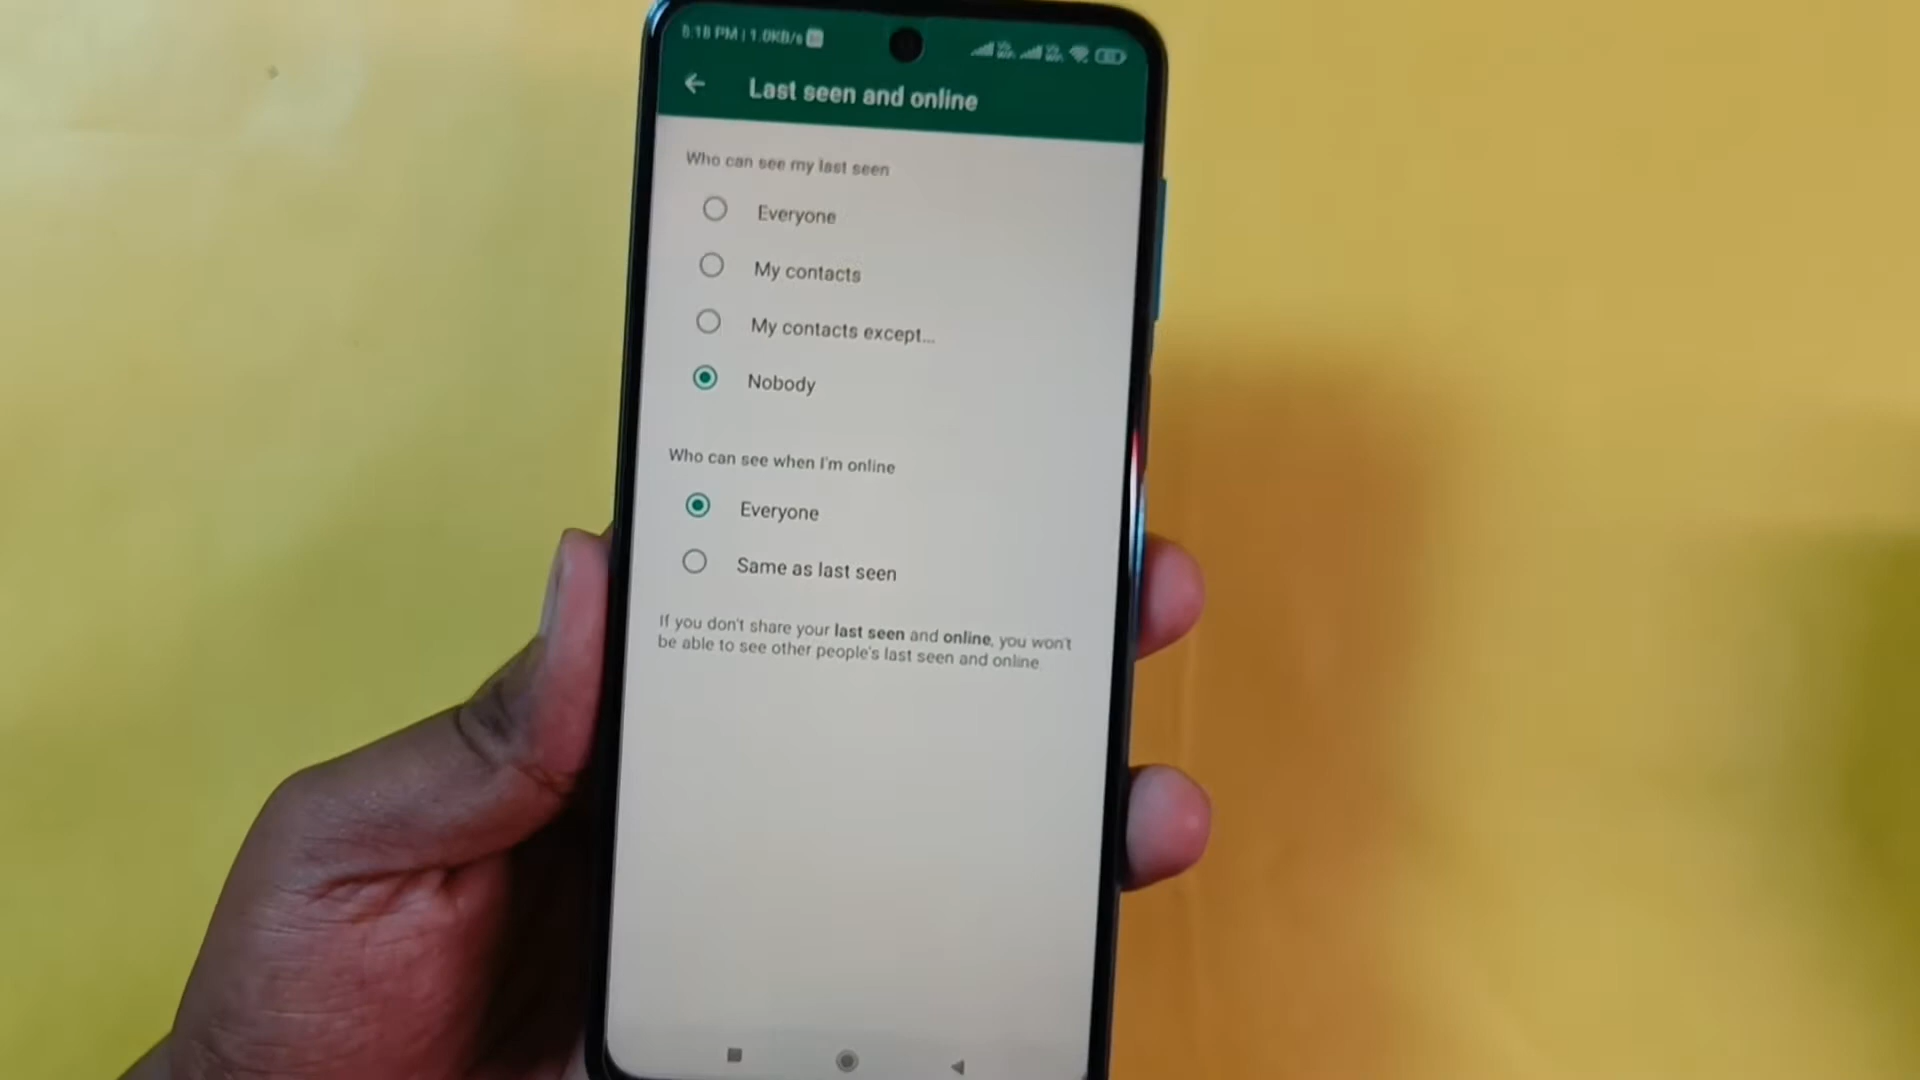 8:18 PM | 1.0KB/s
Last seen and online
Who can see my last seen
Everyone
My contacts
My contacts except...
Nobody
Who can see when I'm online
Everyone
Same as last seen
If you don't share your last seen and online, you won't
be able to see other people's last seen and online.